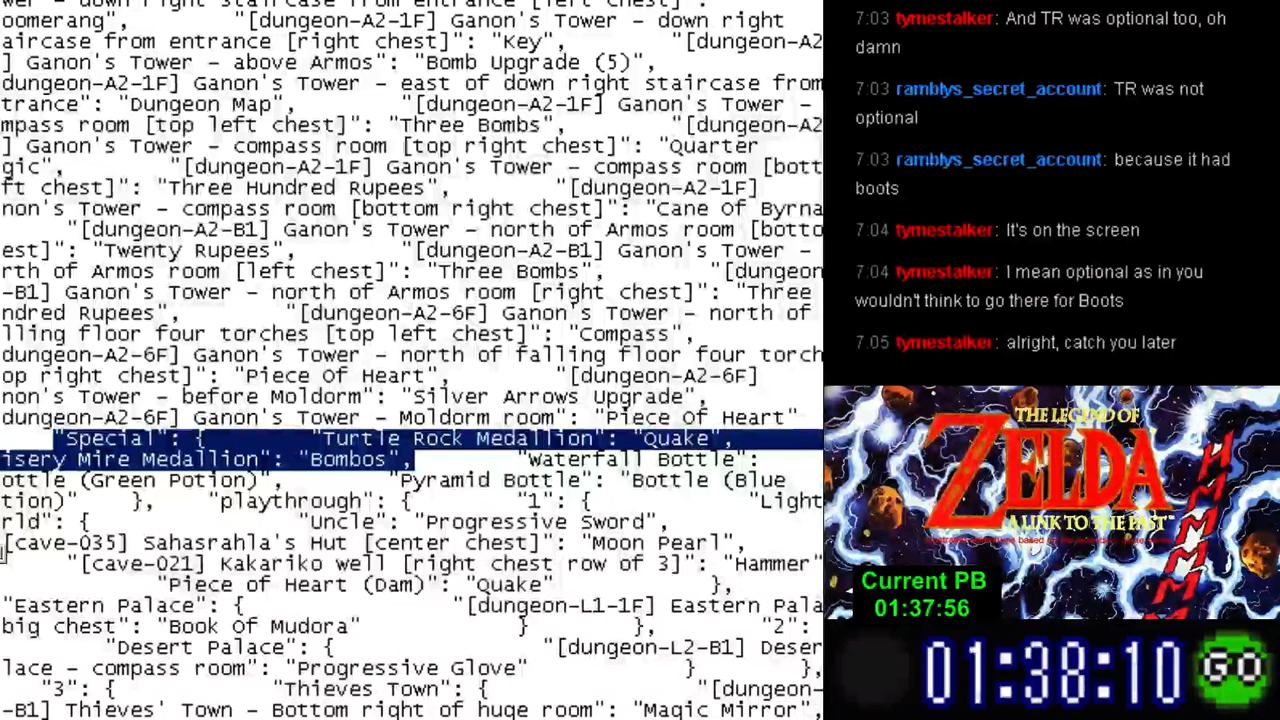 wer - down right staircase from entrance [left chest]":
oomerang",        "[dungeon-A2-1F] Ganon's Tower - down right
aircase from entrance [right chest]": "Key",        "[dungeon-A2
] Ganon's Tower - above Armos": "Bomb Upgrade (5)",
dungeon-A2-1F] Ganon's Tower - east of down right staircase from
trance": "Dungeon Map",        "[dungeon-A2-1F] Ganon's Tower -
mpass room [top left chest]": "Three Bombs",        "[dungeon-A2
] Ganon's Tower - compass room [top right chest]": "Quarter
gic",        "[dungeon-A2-1F] Ganon's Tower - compass room [bott
ft chest]": "Three Hundred Rupees",        "[dungeon-A2-1F]
non's Tower - compass room [bottom right chest]": "Cane Of Byrna
"[dungeon-A2-B1] Ganon's Tower - north of Armos room [botto
est]": "Twenty Rupees",        "[dungeon-A2-B1] Ganon's Tower -
rth of Armos room [left chest]": "Three Bombs",        "[dungeon
-B1] Ganon's Tower - north of Armos room [right chest]": "Three
ndred Rupees",        "[dungeon-A2-6F] Ganon's Tower - north of
lling floor four torches [top left chest]": "Compass",
dungeon-A2-6F] Ganon's Tower - north of falling floor four torch
op right chest]": "Piece Of Heart",        "[dungeon-A2-6F]
non's Tower - before Moldorm": "Silver Arrows Upgrade",
dungeon-A2-6F] Ganon's Tower - Moldorm room": "Piece Of Heart"
"Special": {        "Turtle Rock Medallion": "Quake",
isery Mire Medallion": "Bombos",        "Waterfall Bottle":
ottle (Green Potion)",        "Pyramid Bottle": "Bottle (Blue
tion)"    },    "playthrough": {        "1": {            "Light
rld": {                "Uncle": "Progressive Sword",
[cave-035] Sahasrahla's Hut [center chest]": "Moon Pearl",
"[cave-021] Kakariko well [right chest row of 3]": "Hammer"
"Piece of Heart (Dam)": "Quake"            },
"Eastern Palace": {                "[dungeon-L1-1F] Eastern Pala
big chest": "Book Of Mudora"            }        },        "2":
Desert Palace": {                "[dungeon-L2-B1] Deser
lace - compass room": "Progressive Glove"            }        },
"3": {            "Thieves Town": {                "[dungeon-
-B1] Thieves' Town - Bottom right of huge room": "Magic Mirror",
7:03 tymestalker: And TR was optional too, oh
damn
7:03 ramblys_secret_account: TR was not
optional
7:03 ramblys_secret_account: because it had
boots
7:04 tymestalker: It's on the screen
7:04 tymestalker: I mean optional as in you
wouldn't think to go there for Boots
7:05 tymestalker: alright, catch you later
THE LEGEND OF
ZELDA
A LINK TO THE PAST
HMMMM
Current PB
01:37:56
01:38:10
GO